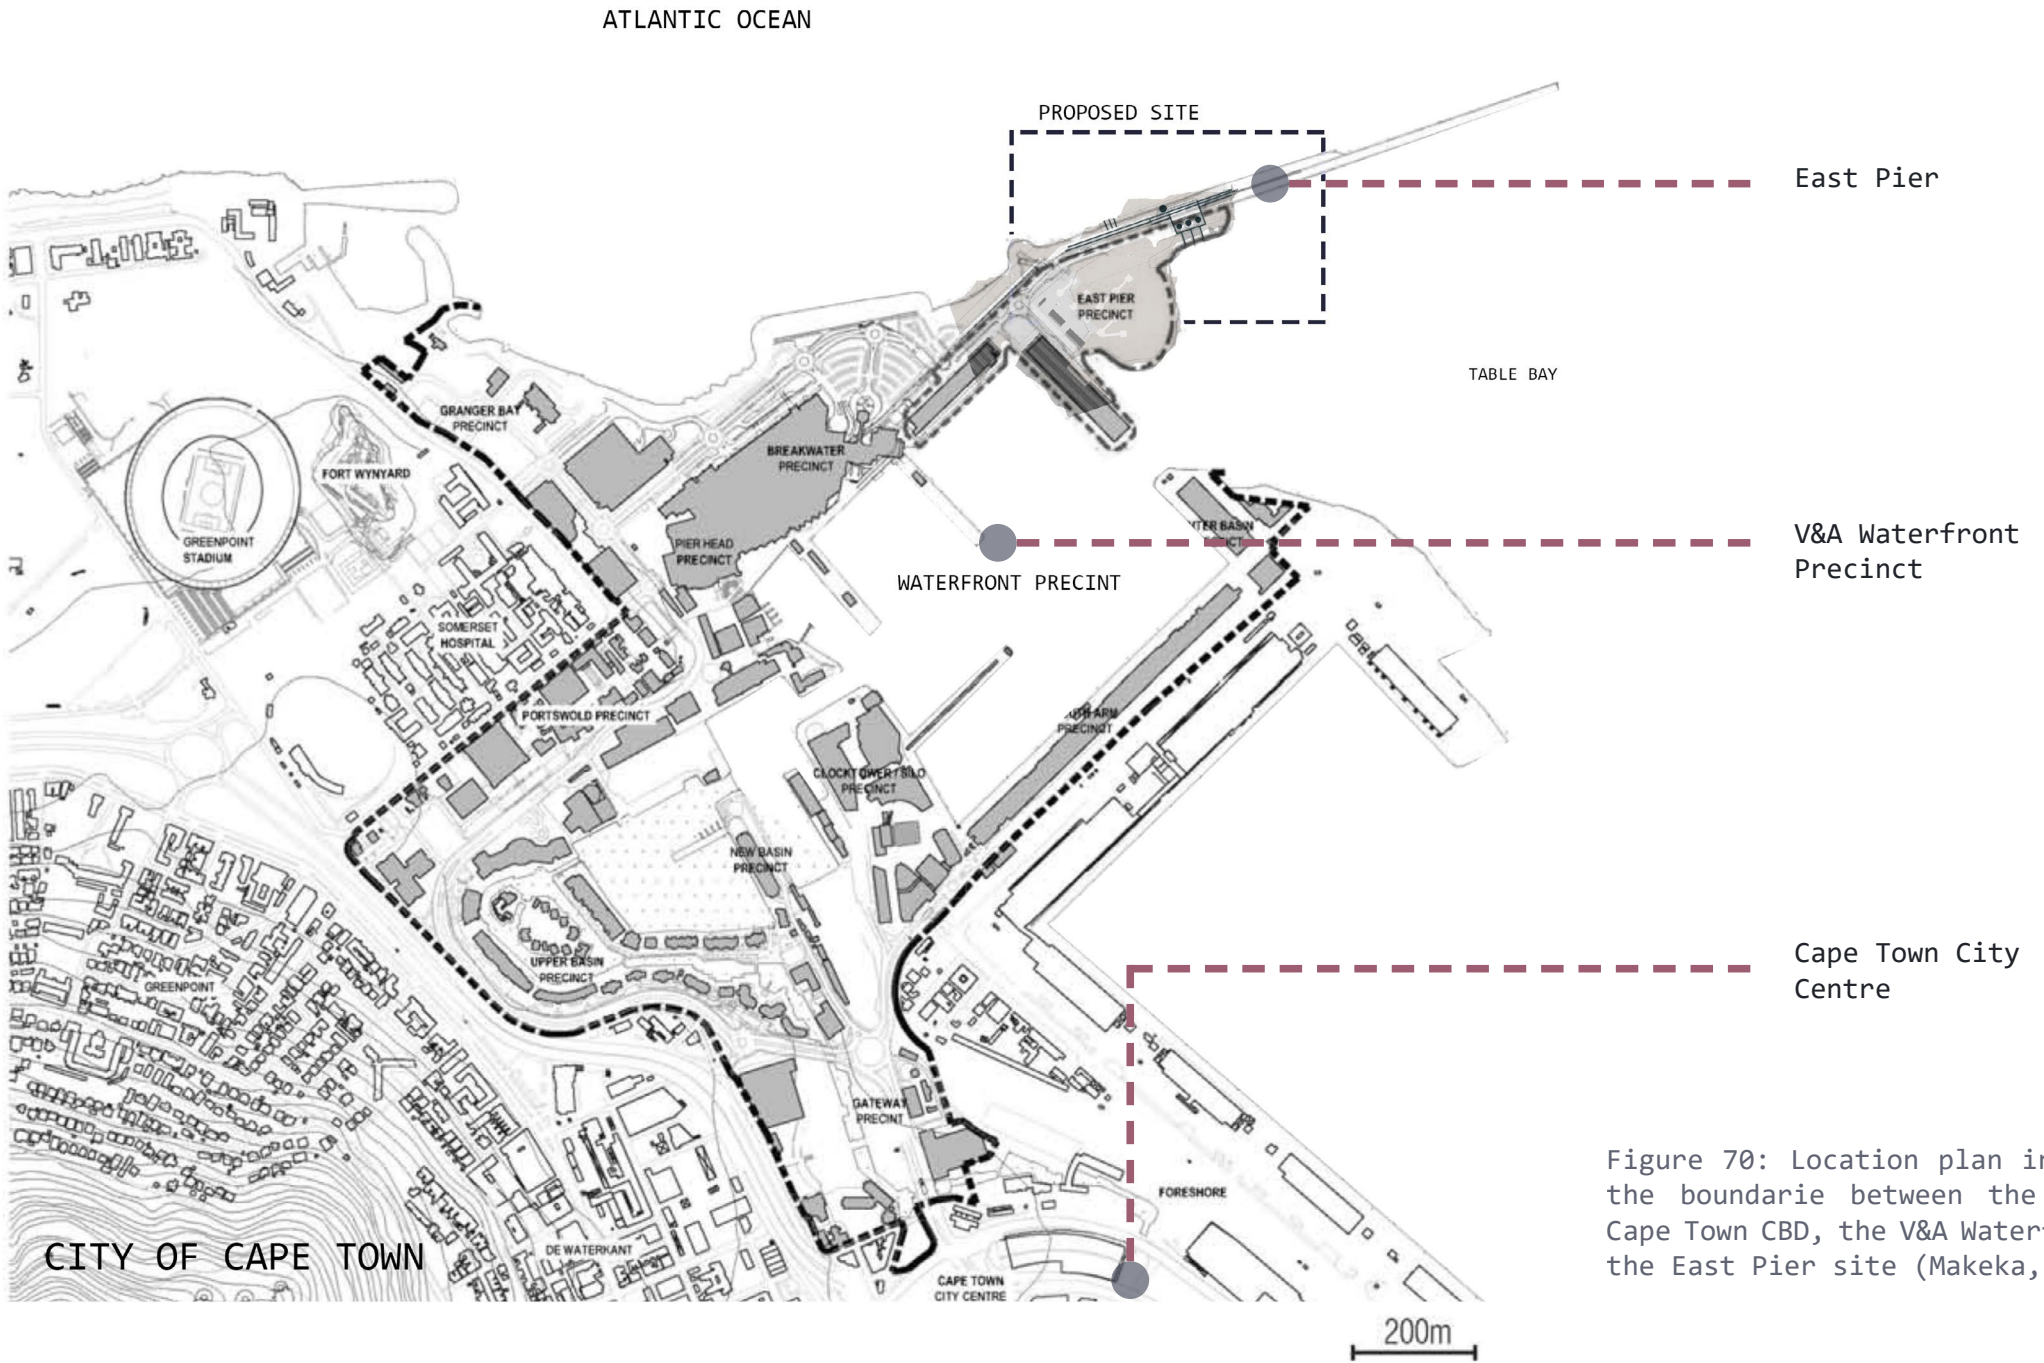 ATLANTIC OCEAN
PROPOSED SITE
East Pier
EAST PIER
PRECINCT
TABLE BAY
GRANGER BAY
PRECINCT
BREAKWATER
PRECINCT
FORT WYNYARD
GREENPOINT
STADIUM
PIER HEAD
PRECINCT
V&A Waterfront
Precinct
WATERFRONT PRECINT
SOMERSET
HOSPITAL
PORTSWOLD PRECINCT
PRECINCT
CLOCKTOWER / SILO
PRECINCT
NEW BASIN
PRECINCT
UPPER BASIN
PRECINCT
GREENPOINT
Cape Town City
Centre
GATEWAY
PRECINT
FORESHORE
CITY OF CAPE TOWN
DE WATERKANT
CAPE TOWN
CITY CENTRE
Figure 70: Location plan
the boundarie between the
Cape Town CBD, the V&A
the East Pier site (Makeka,
200m